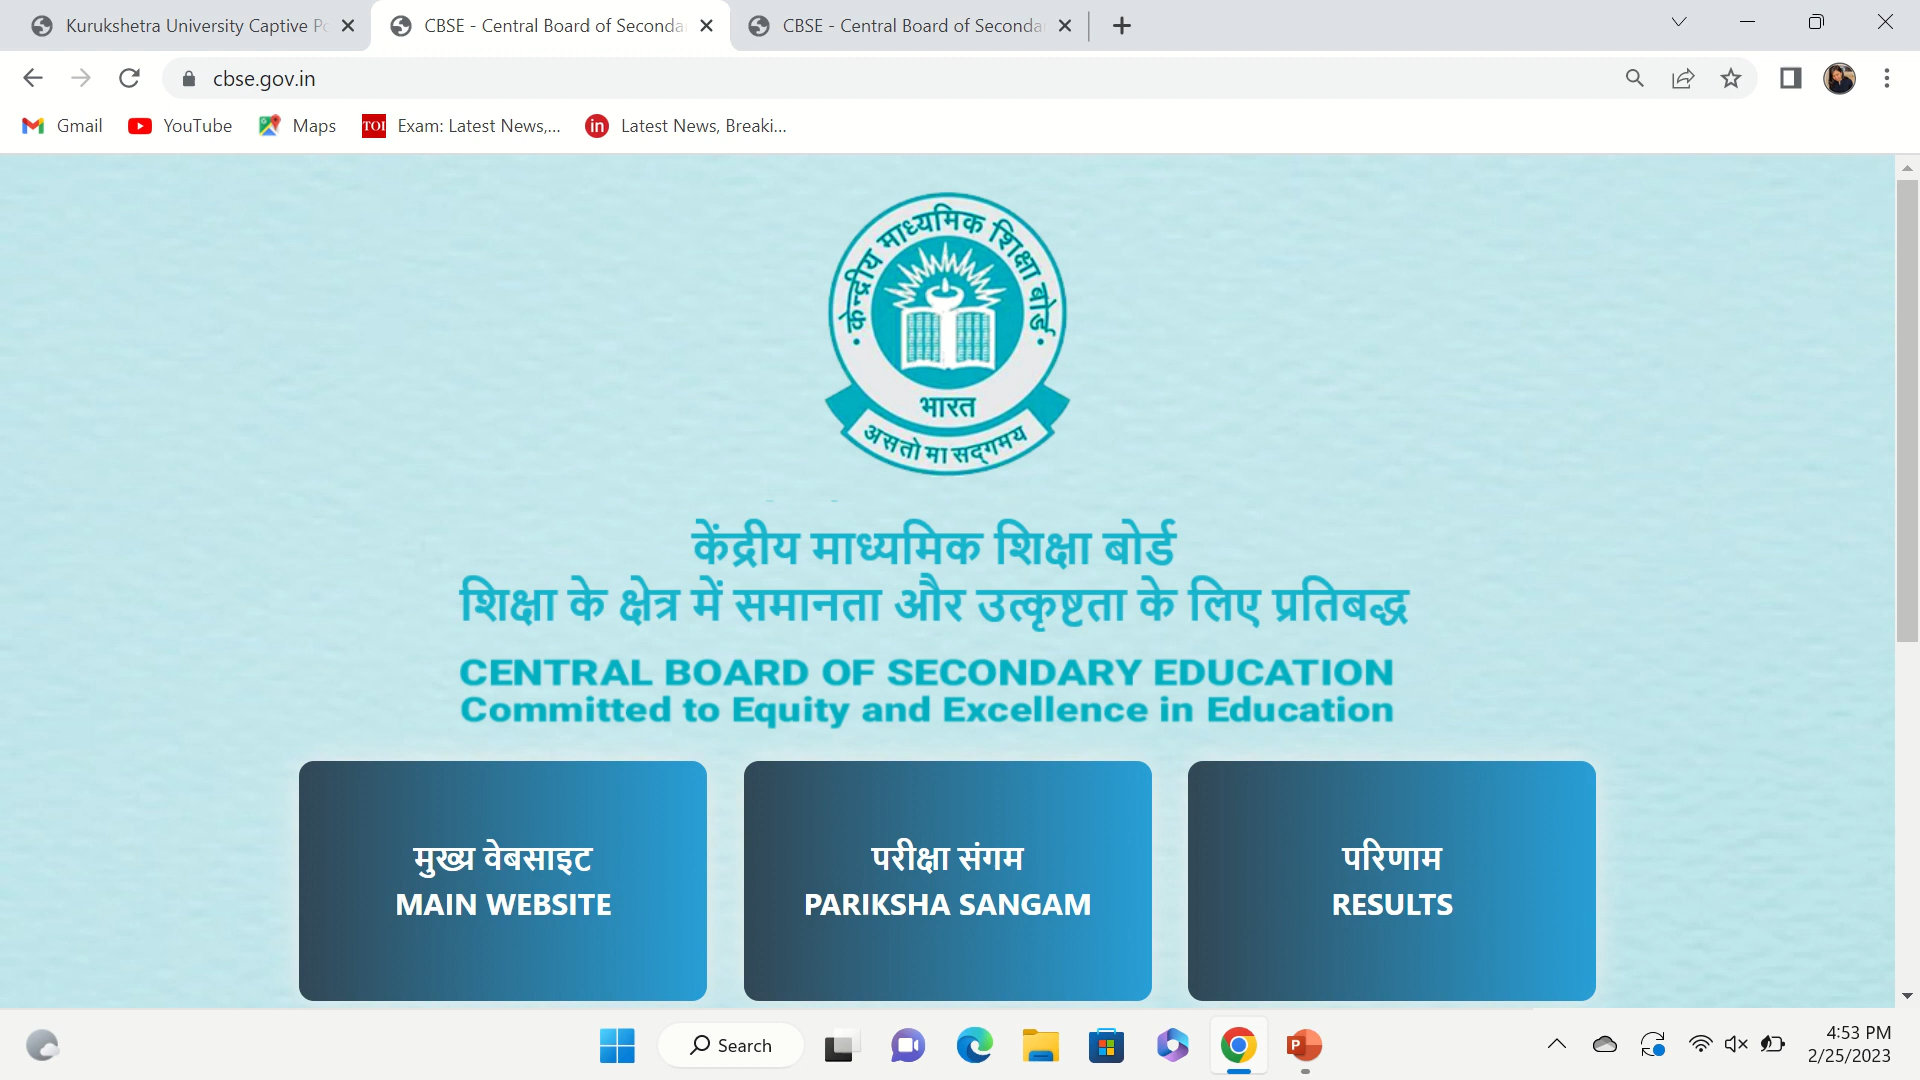 Kurukshetra University Captive Po
CBSE - Central Board of Seconda
CBSE - Central Board of Seconda
cbse.gov.in
Gmail
YouTube
Maps
TOI
Exam: Latest News,...
in
Latest News, Breaki...
केन्द्रीय माध्यमिक शिक्षा बोर्ड
भारत
असतो मा सद्गमय
केंद्रीय माध्यमिक शिक्षा बोर्ड
शिक्षा के क्षेत्र में समानता और उत्कृष्टता के लिए प्रतिबद्ध
CENTRAL BOARD OF SECONDARY EDUCATION
Committed to Equity and Excellence in Education
मुख्य वेबसाइट
MAIN WEBSITE
परीक्षा संगम
PARIKSHA SANGAM
परिणाम
RESULTS
Search
P
4:53 PM
2/25/2023